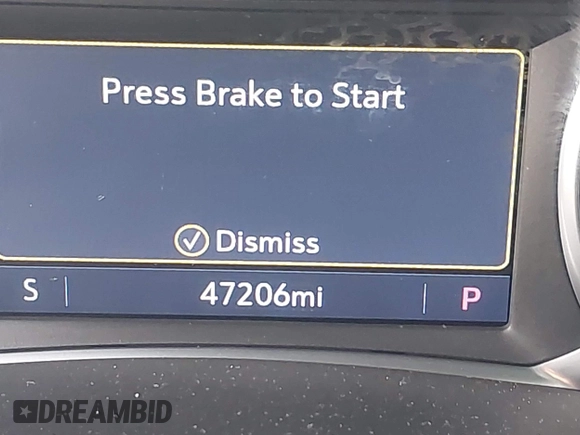 Press Brake to Start
Dismiss
S 47206mi P
DREAMBID